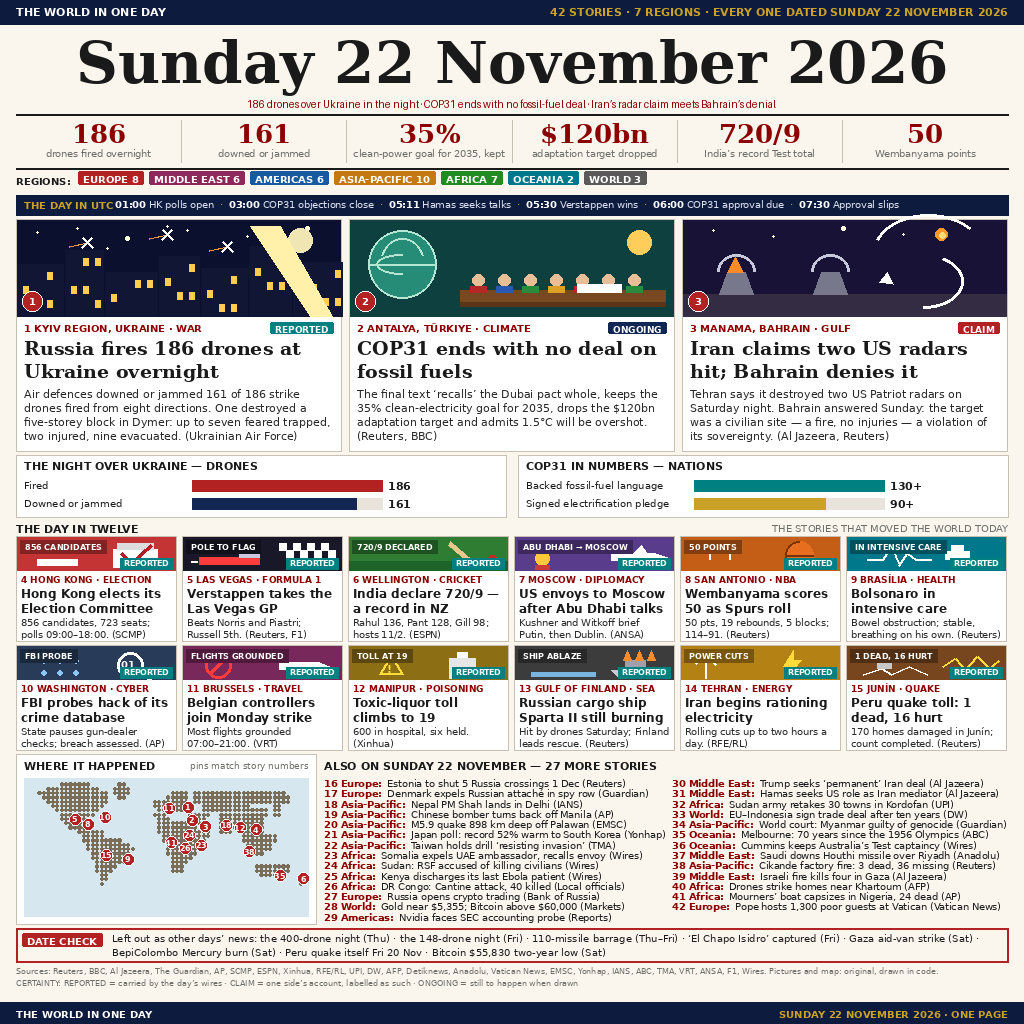 THE WORLD IN ONE DAY
42 STORIES · 7 REGIONS · EVERY ONE DATED SUNDAY 22 NOVEMBER 2026
Sunday 22 November 2026
186 drones over Ukraine in the night · COP31 ends with no fossil-fuel deal · Iran's radar claim meets Bahrain's denial
186
drones fired overnight
161
downed or jammed
35%
clean-power goal for 2035, kept
$120bn
adaptation target dropped
720/9
India's record Test total
50
Wembanyama points
REGIONS: EUROPE 8 MIDDLE EAST 6 AMERICAS 6 ASIA-PACIFIC 10 AFRICA 7 OCEANIA 2 WORLD 3
THE DAY IN UTC 01:00 HK polls open · 03:00 COP31 objections close · 05:11 Hamas seeks talks · 05:30 Verstappen wins · 06:00 COP31 approval due · 07:30 Approval slips
1
1 KYIV REGION, UKRAINE · WAR
REPORTED
Russia fires 186 drones at
Ukraine overnight
Air defences downed or jammed 161 of 186 strike
drones fired from eight directions. One destroyed a
five-storey block in Dymer: up to seven feared trapped,
two injured, nine evacuated. (Ukrainian Air Force)
2
2 ANTALYA, TÜRKIYE · CLIMATE
ONGOING
COP31 ends with no deal on
fossil fuels
The final text ‘recalls’ the Dubai pact whole, keeps the
35% clean-electricity goal for 2035, drops the $120bn
adaptation target and admits 1.5°C will be overshot.
(Reuters, BBC)
3
3 MANAMA, BAHRAIN · GULF
CLAIM
Iran claims two US radars
hit; Bahrain denies it
Tehran says it destroyed two US Patriot radars on
Saturday night. Bahrain answered Sunday: the target
was a civilian site — a fire, no injuries — a violation of
its sovereignty. (Al Jazeera, Reuters)
THE NIGHT OVER UKRAINE — DRONES
Fired 186
Downed or jammed 161
COP31 IN NUMBERS — NATIONS
Backed fossil-fuel language 130+
Signed electrification pledge 90+
THE DAY IN TWELVE
THE STORIES THAT MOVED THE WORLD TODAY
856 CANDIDATES
REPORTED
4 HONG KONG · ELECTION
Hong Kong elects its
Election Committee
856 candidates, 723 seats;
polls 09:00–18:00. (SCMP)
POLE TO FLAG
REPORTED
5 LAS VEGAS · FORMULA 1
Verstappen takes the
Las Vegas GP
Beats Norris and Piastri;
Russell 5th. (Reuters, F1)
720/9 DECLARED
REPORTED
6 WELLINGTON · CRICKET
India declare 720/9 —
a record in NZ
Rahul 136, Pant 128, Gill 98;
hosts 11/2. (ESPN)
ABU DHABI → MOSCOW
REPORTED
7 MOSCOW · DIPLOMACY
US envoys to Moscow
after Abu Dhabi talks
Kushner and Witkoff brief
Putin, then Dublin. (ANSA)
50 POINTS
REPORTED
8 SAN ANTONIO · NBA
Wembanyama scores
50 as Spurs roll
50 pts, 19 rebounds, 5 blocks;
114–91. (Reuters)
IN INTENSIVE CARE
REPORTED
9 BRASÍLIA · HEALTH
Bolsonaro in
intensive care
Bowel obstruction; stable,
breathing on his own. (Reuters)
FBI PROBE
01
REPORTED
10 WASHINGTON · CYBER
FBI probes hack of its
crime database
State pauses gun-dealer
checks; breach assessed. (AP)
FLIGHTS GROUNDED
REPORTED
11 BRUSSELS · TRAVEL
Belgian controllers
join Monday strike
Most flights grounded
07:00–21:00. (VRT)
TOLL AT 19
REPORTED
12 MANIPUR · POISONING
Toxic-liquor toll
climbs to 19
600 in hospital, six held.
(Xinhua)
SHIP ABLAZE
REPORTED
13 GULF OF FINLAND · SEA
Russian cargo ship
Sparta II still burning
Hit by drones Saturday; Finland
leads rescue. (Reuters)
POWER CUTS
REPORTED
14 TEHRAN · ENERGY
Iran begins rationing
electricity
Rolling cuts up to two hours a
day. (RFE/RL)
1 DEAD, 16 HURT
REPORTED
15 JUNÍN · QUAKE
Peru quake toll: 1
dead, 16 hurt
170 homes damaged in Junín;
count completed. (Reuters)
WHERE IT HAPPENED
pins match story numbers
ALSO ON SUNDAY 22 NOVEMBER — 27 MORE STORIES
16 Europe: Estonia to shut 5 Russia crossings 1 Dec (Reuters)
17 Europe: Denmark expels Russian attaché in spy row (Guardian)
18 Asia-Pacific: Nepal PM Shah lands in Delhi (IANS)
19 Asia-Pacific: Chinese bomber turns back off Manila (AP)
20 Asia-Pacific: M5.9 quake 898 km deep off Palawan (EMSC)
21 Asia-Pacific: Japan poll: record 52% warm to South Korea (Yonhap)
22 Asia-Pacific: Taiwan holds drill ‘resisting invasion’ (TMA)
23 Africa: Somalia expels UAE ambassador, recalls envoy (Wires)
24 Africa: Sudan: RSF accused of killing civilians (Wires)
25 Africa: Kenya discharges its last Ebola patient (Wires)
26 Africa: DR Congo: Cantine attack, 40 killed (Local officials)
27 Europe: Russia opens crypto trading (Bank of Russia)
28 World: Gold near $5,355; Bitcoin above $60,000 (Markets)
29 Americas: Nvidia faces SEC accounting probe (Reports)
30 Middle East: Trump seeks ‘permanent’ Iran deal (Al Jazeera)
31 Middle East: Hamas seeks US role as Iran mediator (Al Jazeera)
32 Africa: Sudan army retakes 30 towns in Kordofan (UPI)
33 World: EU–Indonesia sign trade deal after ten years (DW)
34 Asia-Pacific: World court: Myanmar guilty of genocide (Guardian)
35 Oceania: Melbourne: 70 years since the 1956 Olympics (ABC)
36 Oceania: Cummins keeps Australia's Test captaincy (Wires)
37 Middle East: Saudi downs Houthi missile over Riyadh (Anadolu)
38 Asia-Pacific: Cikande factory fire: 3 dead, 36 missing (Reuters)
39 Middle East: Israeli fire kills four in Gaza (Al Jazeera)
40 Africa: Drones strike homes near Khartoum (AFP)
41 Africa: Mourners' boat capsizes in Nigeria, 24 dead (AP)
42 Europe: Pope hosts 1,300 poor guests at Vatican (Vatican News)
DATE CHECK
Left out as other days' news: the 400-drone night (Thu) · the 148-drone night (Fri) · 110-missile barrage (Thu–Fri) · ‘El Chapo Isidro’ captured (Fri) · Gaza aid-van strike (Sat) ·
BepiColombo Mercury burn (Sat) · Peru quake itself Fri 20 Nov · Bitcoin $55,830 two-year low (Sat)
Sources: Reuters, BBC, Al Jazeera, The Guardian, AP, SCMP, ESPN, Xinhua, RFE/RL, UPI, DW, AFP, Detiknews, Anadolu, Vatican News, EMSC, Yonhap, IANS, ABC, TMA, VRT, ANSA, F1, Wires. Pictures and map: original, drawn in code.
CERTAINTY: REPORTED = carried by the day's wires · CLAIM = one side's account, labelled as such · ONGOING = still to happen when drawn
THE WORLD IN ONE DAY
SUNDAY 22 NOVEMBER 2026 · ONE PAGE